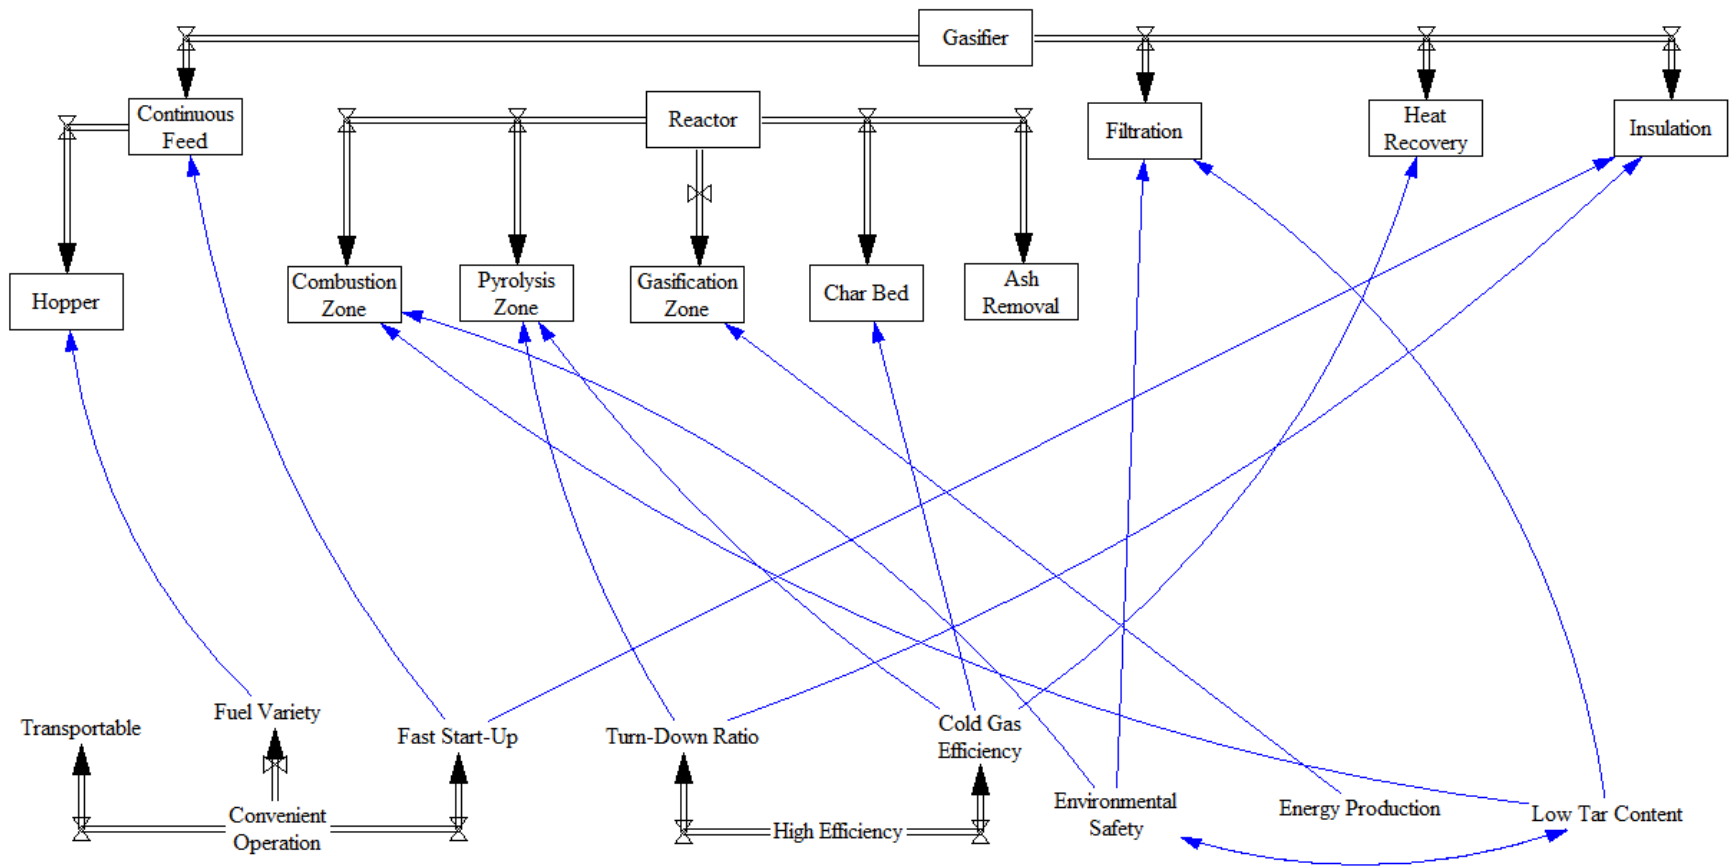 Gasifier
Continuous
Feed
Reactor
Filtration
Heat
Recovery
Insulation
Hopper
Combustion
Zone
Pyrolysis
Zone
Gasification
Zone
Char Bed
Ash
Removal
Transportable
Fuel Variety
Fast Start-Up
Turn-Down Ratio
Cold Gas
Efficiency
Convenient
Operation
High Efficiency
Environmental
Safety
Energy Production
Low Tar Content